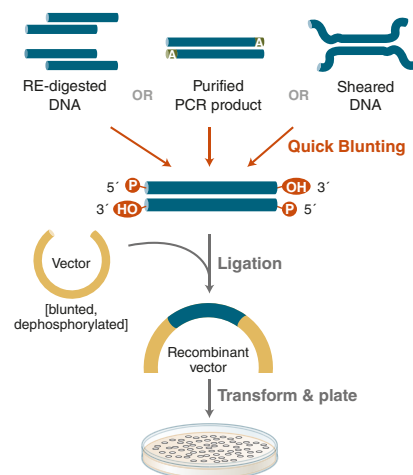 A
A
RE-digested
DNA
OR
Purified
PCR product
OR
Sheared
DNA
Quick Blunting
5´ P OH 3´
3´ HO P 5´
Vector
[blunted,
dephosphorylated]
Ligation
Recombinant
vector
Transform & plate